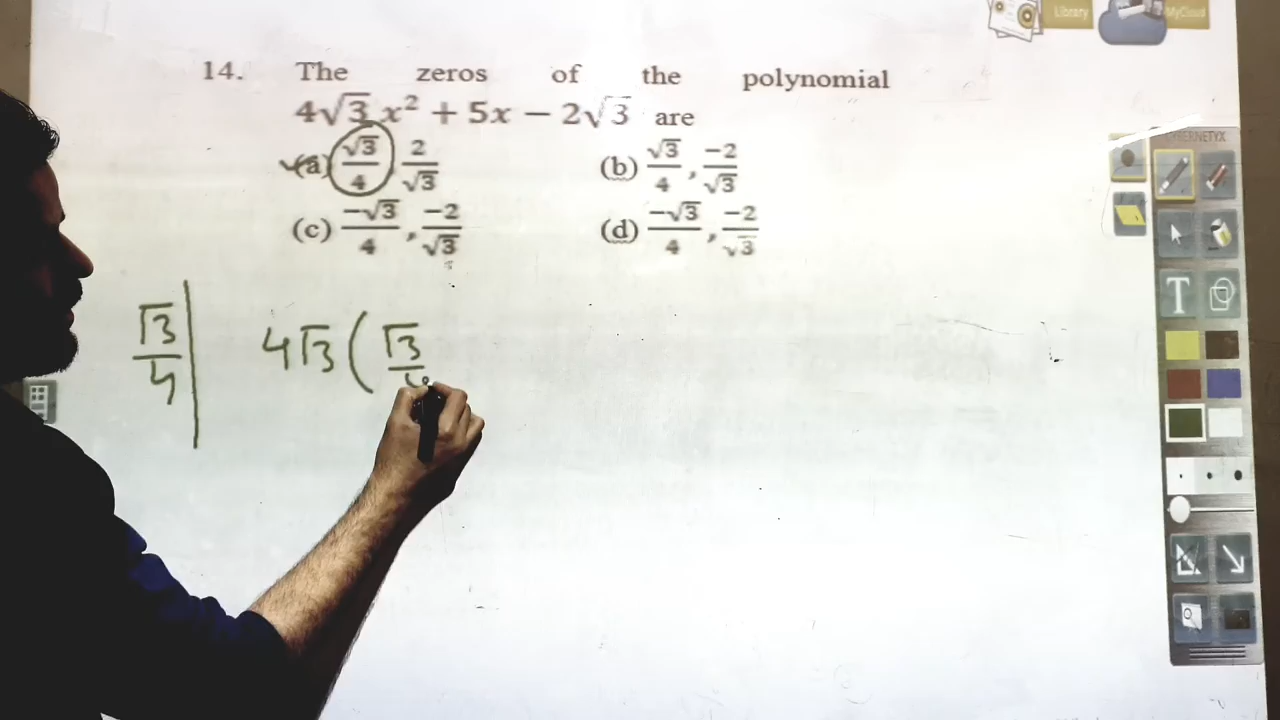 Library MyCloud
14. The zeros of the polynomial
4√3 x² + 5x − 2√3 are
(a) √3/4, 2/√3 (b) √3/4, -2/√3
(c) -√3/4, -2/√3 (d) -√3/4, -2/√3
√3/4 4√3 ( √3/4
T